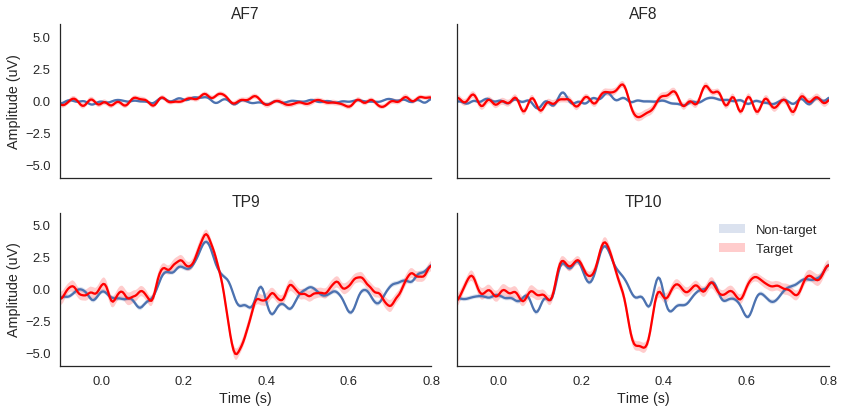 AF7
AF8
5.0
2.5
0.0
−2.5
−5.0
Amplitude (uV)
TP9
TP10
5.0
2.5
0.0
−2.5
−5.0
Amplitude (uV)
Non-target
Target
0.0 0.2 0.4 0.6 0.8
Time (s)
0.0 0.2 0.4 0.6 0.8
Time (s)